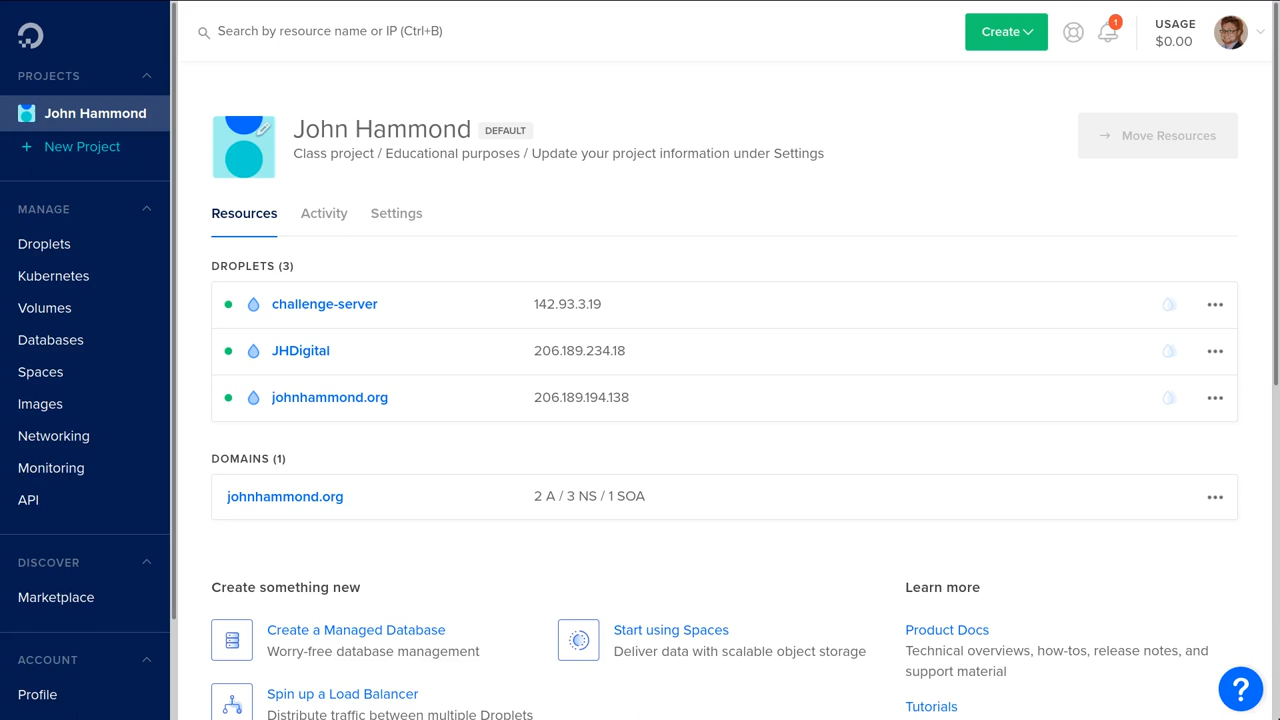 Search by resource name or IP (Ctrl+B)
Create
1
USAGE
$0.00
PROJECTS
John Hammond
+ New Project
MANAGE
Droplets
Kubernetes
Volumes
Databases
Spaces
Images
Networking
Monitoring
API
DISCOVER
Marketplace
ACCOUNT
Profile
John Hammond DEFAULT
Class project / Educational purposes / Update your project information under Settings
→ Move Resources
Resources Activity Settings
DROPLETS (3)
challenge-server 142.93.3.19
JHDigital 206.189.234.18
johnhammond.org 206.189.194.138
DOMAINS (1)
johnhammond.org 2 A / 3 NS / 1 SOA
Create something new
Create a Managed Database
Worry-free database management
Start using Spaces
Deliver data with scalable object storage
Spin up a Load Balancer
Distribute traffic between multiple Droplets
Learn more
Product Docs
Technical overviews, how-tos, release notes, and
support material
Tutorials
?